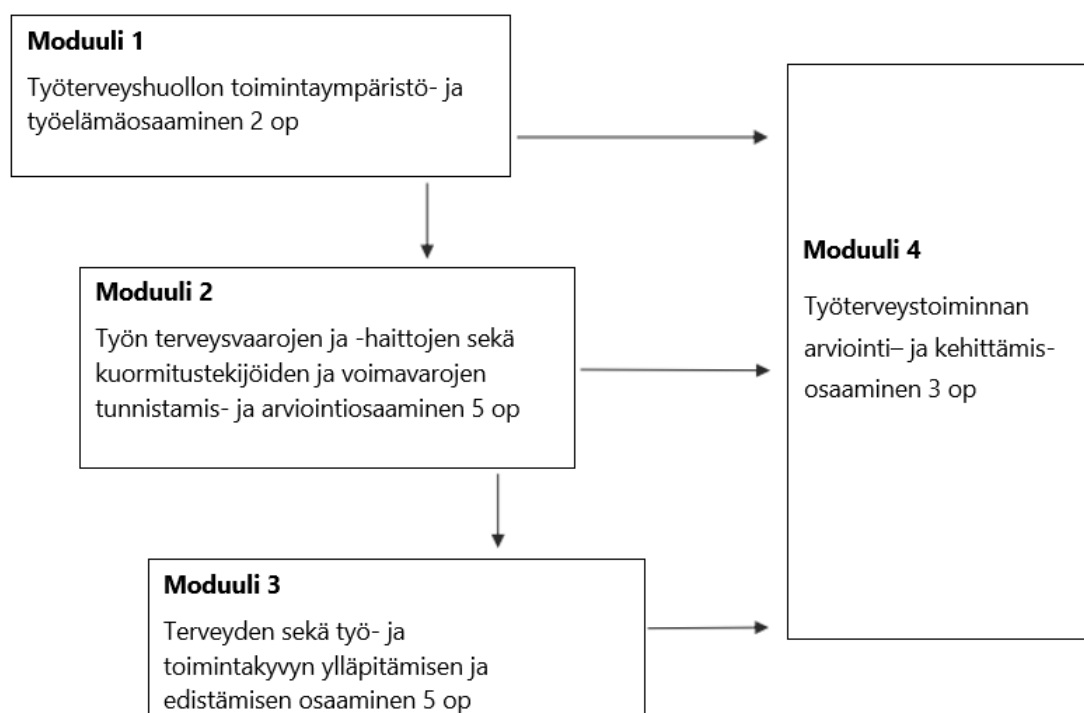 Moduuli 1
Työterveyshuollon toimintaympäristö- ja
työelämäosaaminen 2 op
Moduuli 2
Työn terveysvaarojen ja -haittojen sekä
kuormitustekijöiden ja voimavarojen
tunnistamis- ja arviointiosaaminen 5 op
Moduuli 3
Terveyden sekä työ- ja
toimintakyvyn ylläpitämisen ja
edistämisen osaaminen 5 op
Moduuli 4
Työterveystoiminnan
arviointi– ja kehittämis-
osaaminen 3 op